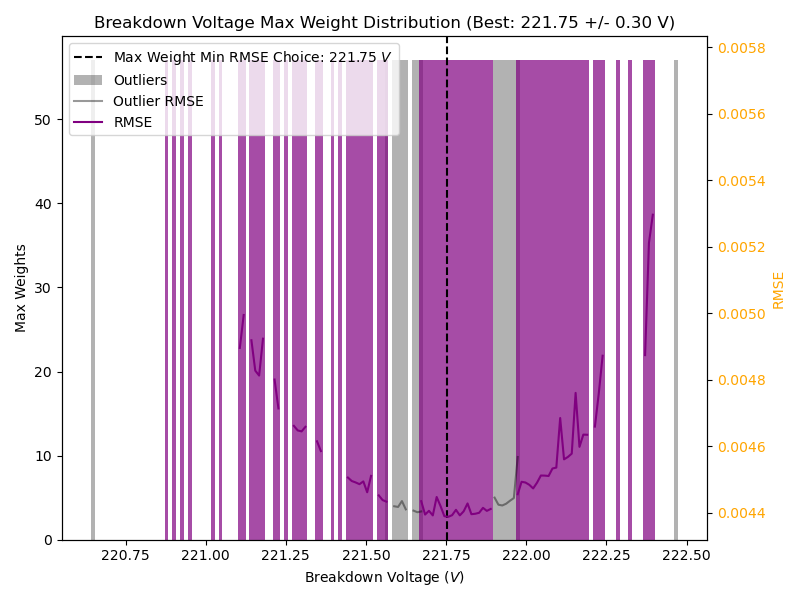 Breakdown Voltage Max Weight Distribution (Best: 221.75 +/- 0.30 V)
Max Weight Min RMSE Choice: 221.75 V
Outliers
Outlier RMSE
RMSE
Max Weights
50
40
30
20
10
0
0.0058
0.0056
0.0054
0.0052
0.0050
0.0048
0.0046
0.0044
RMSE
220.75 221.00 221.25 221.50 221.75 222.00 222.25 222.50
Breakdown Voltage (V)